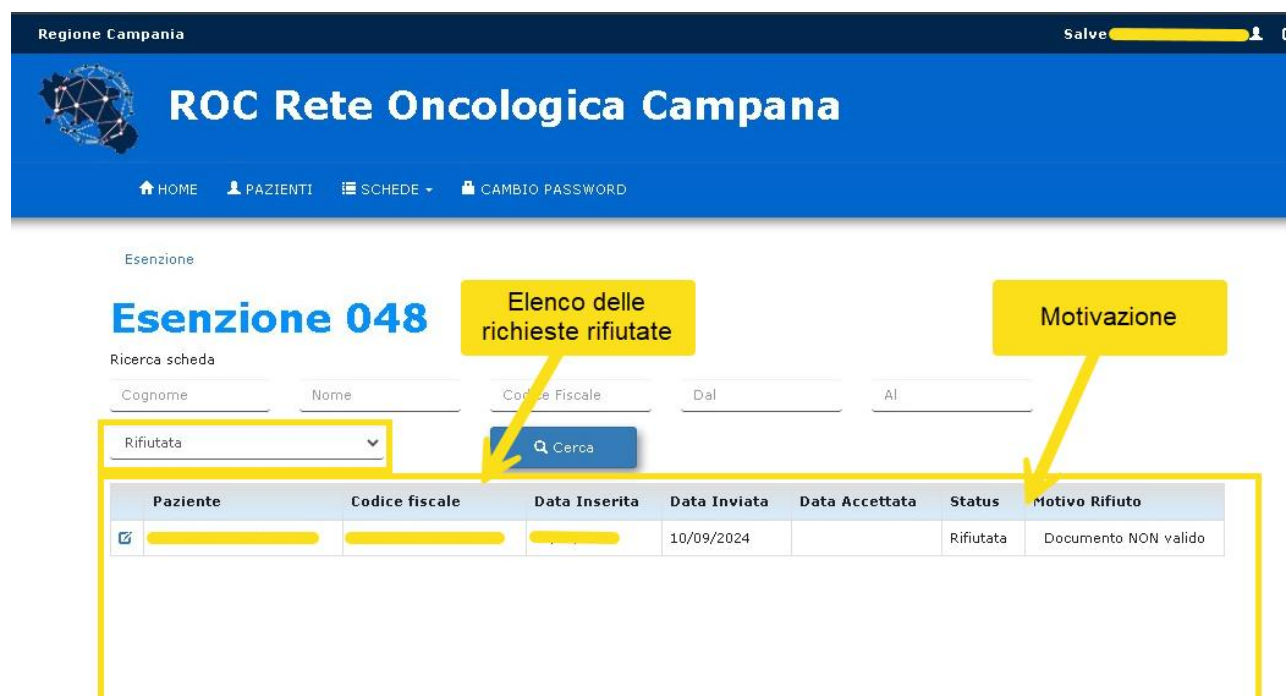 Regione Campania
Salve
ROC Rete Oncologica Campana
HOME PAZIENTI SCHEDE CAMBIO PASSWORD
Esenzione
Esenzione 048
Elenco delle
richieste rifiutate
Motivazione
Ricerca scheda
Cognome Nome Codice Fiscale Dal Al
Rifiutata Cerca
Paziente Codice fiscale Data Inserita Data Inviata Data Accettata Status Motivo Rifiuto
10/09/2024 Rifiutata Documento NON valido